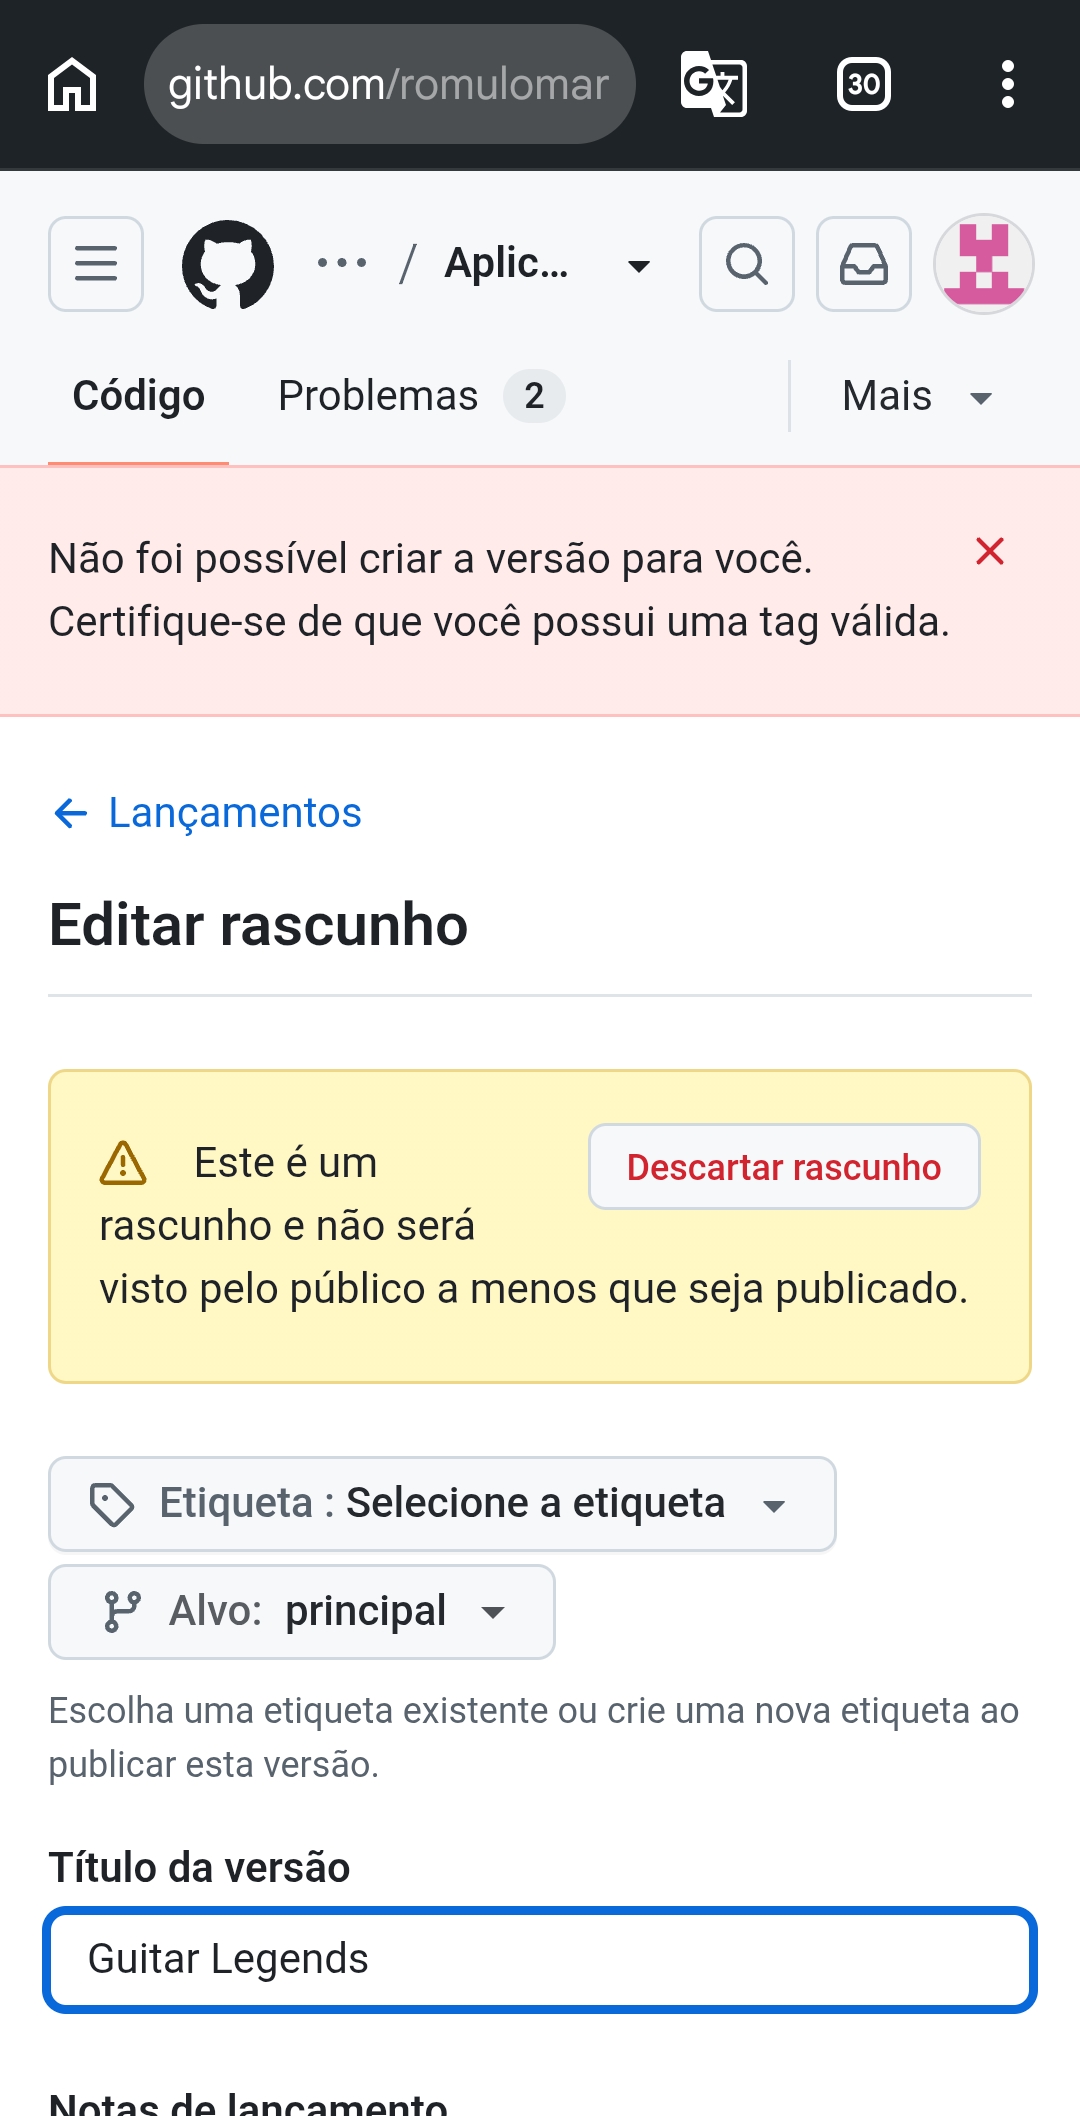 github.com/romulomar
30
/ Aplic...
Código
Problemas 2
Mais
Não foi possível criar a versão para você.
Certifique-se de que você possui uma tag válida.
Lançamentos
Editar rascunho
Este é um
rascunho e não será
visto pelo público a menos que seja publicado.
Descartar rascunho
Etiqueta : Selecione a etiqueta
Alvo: principal
Escolha uma etiqueta existente ou crie uma nova etiqueta ao
publicar esta versão.
Título da versão
Guitar Legends
Notas de lançamento